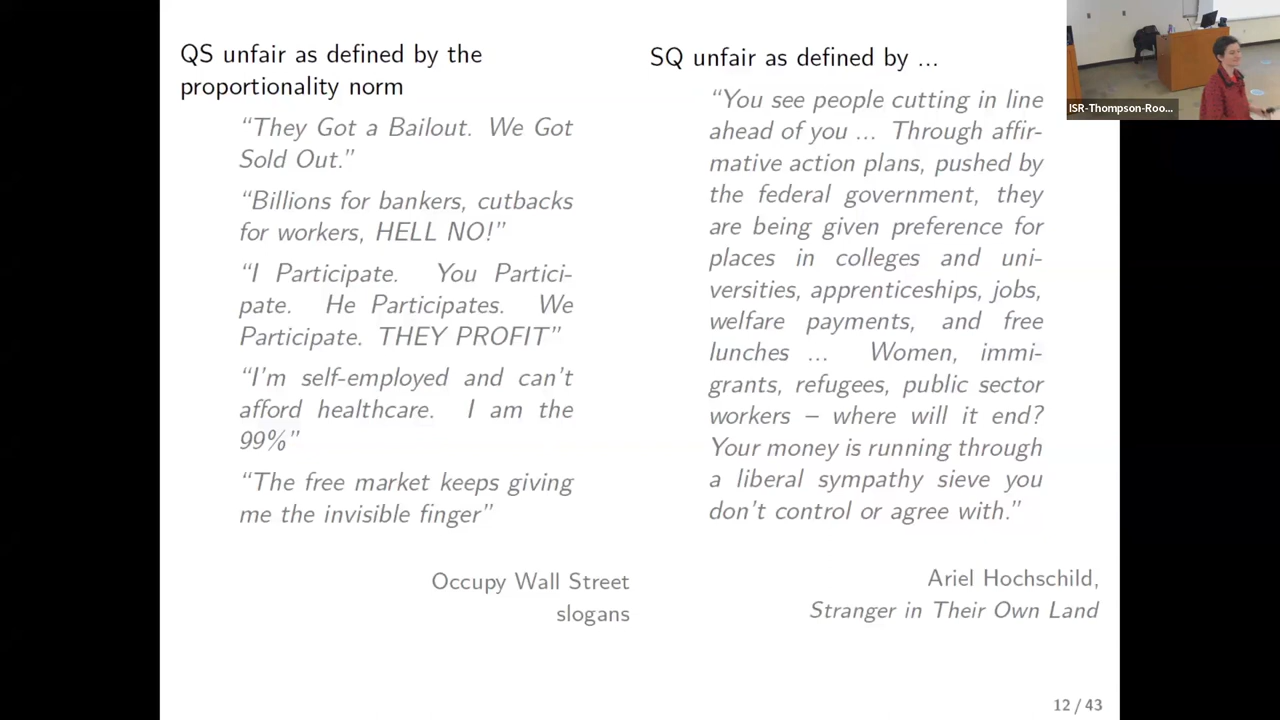 QS unfair as defined by the
proportionality norm
“They Got a Bailout. We Got
Sold Out.”
“Billions for bankers, cutbacks
for workers, HELL NO!”
“I Participate. You Partici-
pate. He Participates. We
Participate. THEY PROFIT”
“I’m self-employed and can’t
afford healthcare. I am the
99%”
“The free market keeps giving
me the invisible finger”
Occupy Wall Street
slogans
SQ unfair as defined by ...
“You see people cutting in line
ahead of you ... Through affir-
mative action plans, pushed by
the federal government, they
are being given preference for
places in colleges and uni-
versities, apprenticeships, jobs,
welfare payments, and free
lunches ... Women, immi-
grants, refugees, public sector
workers – where will it end?
Your money is running through
a liberal sympathy sieve you
don’t control or agree with.”
Ariel Hochschild,
Stranger in Their Own Land
ISR-Thompson-Roo...
12 / 43